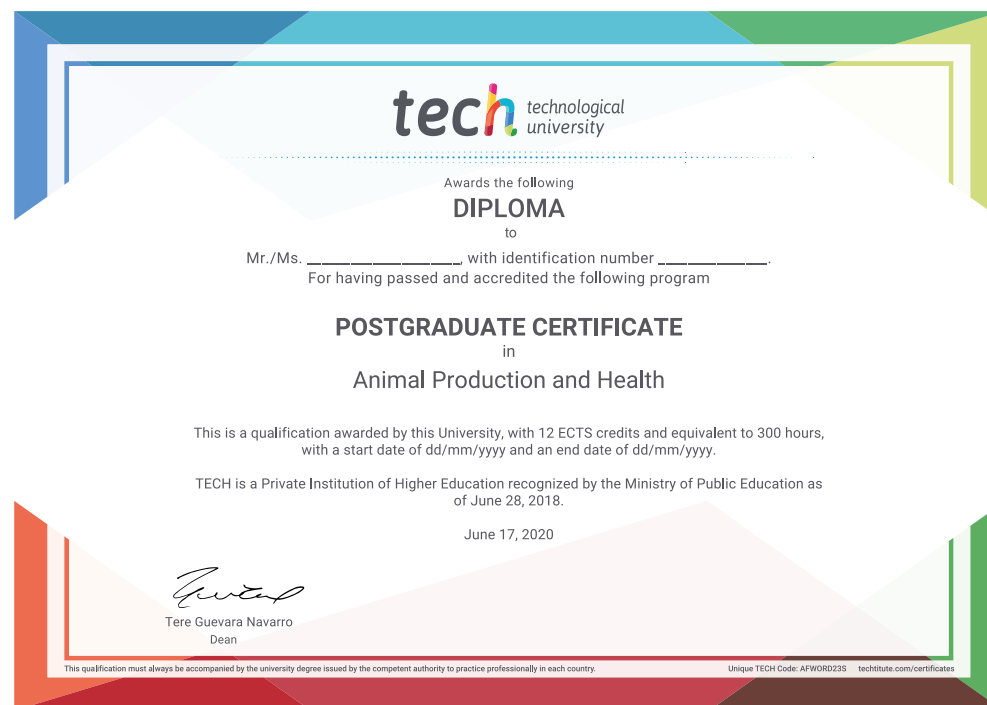 tech technological
university
Awards the following
DIPLOMA
to
Mr./Ms. ____________________, with identification number ______________.
For having passed and accredited the following program
POSTGRADUATE CERTIFICATE
in
Animal Production and Health
This is a qualification awarded by this University, with 12 ECTS credits and equivalent to 300 hours,
with a start date of dd/mm/yyyy and an end date of dd/mm/yyyy.
TECH is a Private Institution of Higher Education recognized by the Ministry of Public Education as
of June 28, 2018.
June 17, 2020
Tere Guevara Navarro
Dean
This qualification must always be accompanied by the university degree issued by the competent authority to practice professionally in each country. Unique TECH Code: AFWORD23S techtitute.com/certificates